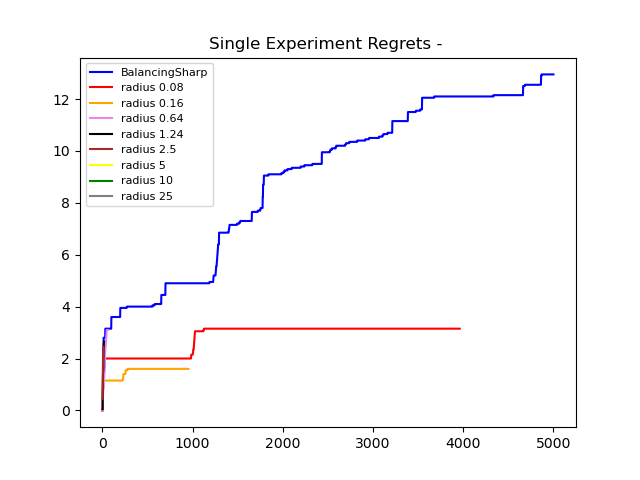 Single Experiment Regrets -
BalancingSharp
radius 0.08
radius 0.16
radius 0.64
radius 1.24
radius 2.5
radius 5
radius 10
radius 25
12
10
8
6
4
2
0
0 1000 2000 3000 4000 5000